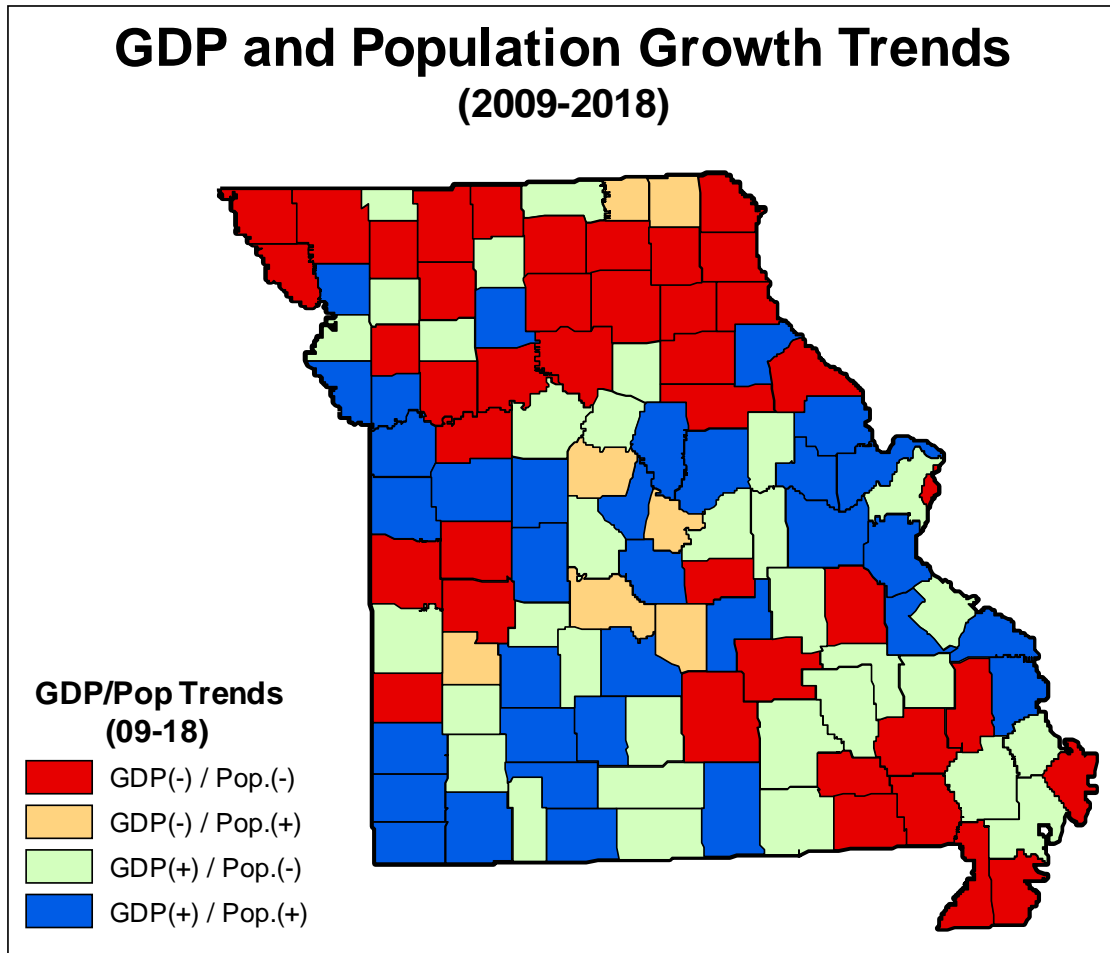 GDP and Population Growth Trends
(2009-2018)
GDP/Pop Trends
(09-18)
GDP(-) / Pop.(-)
GDP(-) / Pop.(+)
GDP(+) / Pop.(-)
GDP(+) / Pop.(+)